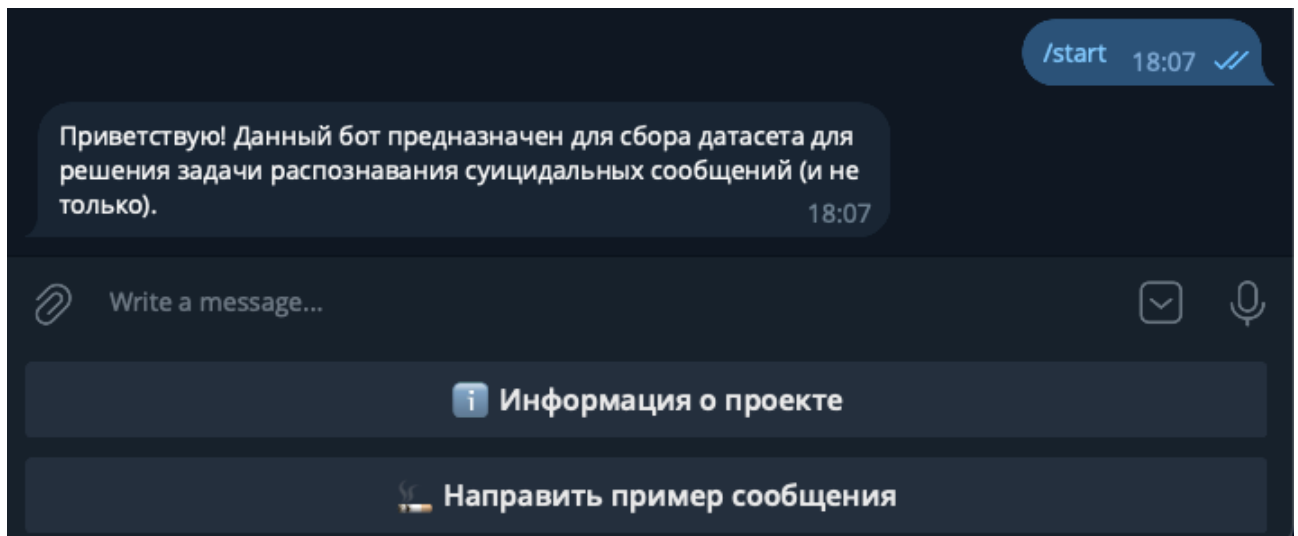 /start 18:07
Приветствую! Данный бот предназначен для сбора датасета для
решения задачи распознавания суицидальных сообщений (и не
только).
18:07
Write a message...
Информация о проекте
Направить пример сообщения